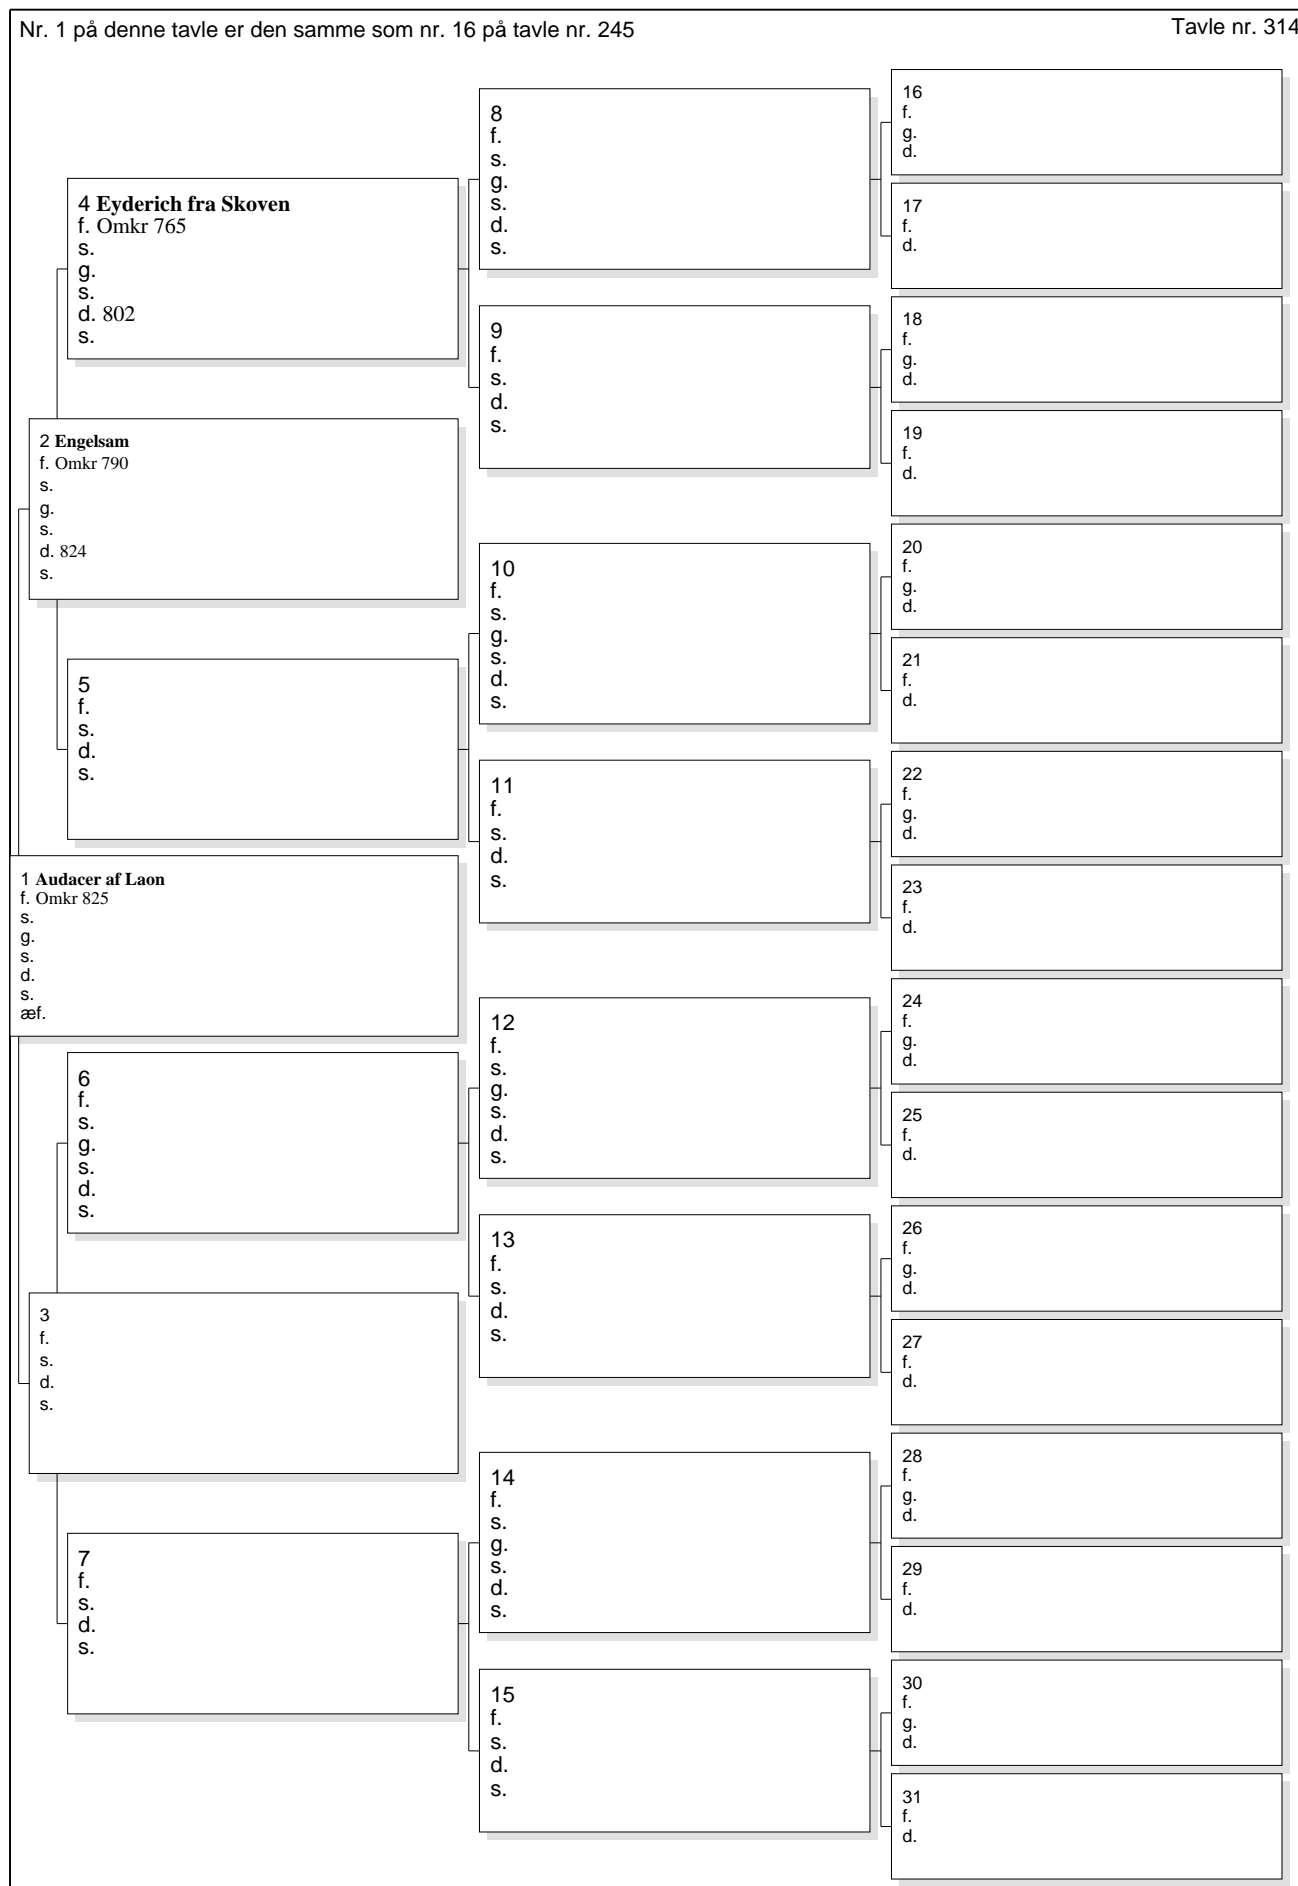 Nr. 1 på denne tavle er den samme som nr. 16 på tavle nr. 245
Tavle nr. 314
4 Eyderich fra Skoven
f. Omkr 765
s.
g.
s.
d. 802
s.
2 Engelsam
f. Omkr 790
s.
g.
s.
d. 824
s.
5
f.
s.
d.
s.
1 Audacer af Laon
f. Omkr 825
s.
g.
s.
d.
s.
æf.
6
f.
s.
g.
s.
d.
s.
3
f.
s.
d.
s.
7
f.
s.
d.
s.
8
f.
s.
g.
s.
d.
s.
9
f.
s.
d.
s.
10
f.
s.
g.
s.
d.
s.
11
f.
s.
d.
s.
12
f.
s.
g.
s.
d.
s.
13
f.
s.
d.
s.
14
f.
s.
g.
s.
d.
s.
15
f.
s.
d.
s.
16
f.
g.
d.
17
f.
d.
18
f.
g.
d.
19
f.
d.
20
f.
g.
d.
21
f.
d.
22
f.
g.
d.
23
f.
d.
24
f.
g.
d.
25
f.
d.
26
f.
g.
d.
27
f.
d.
28
f.
g.
d.
29
f.
d.
30
f.
g.
d.
31
f.
d.